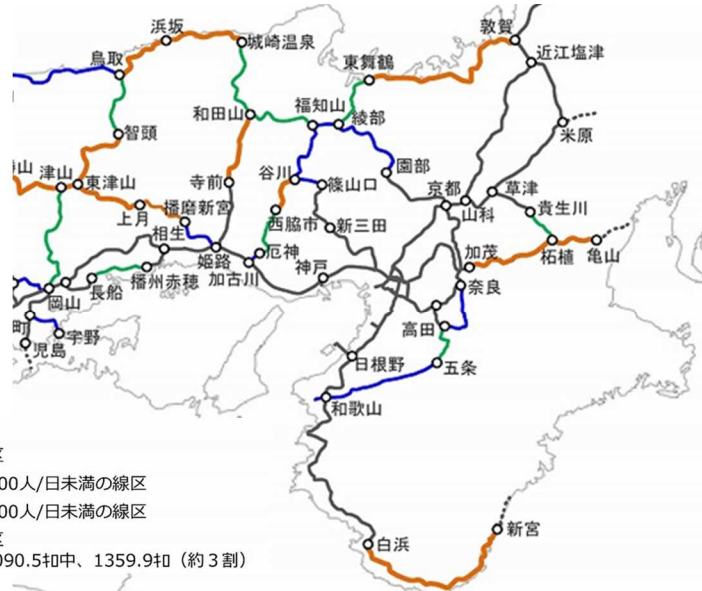 敦賀
浜坂
城崎温泉
近江塩津
鳥取
東舞鶴
和田山
福知山
綾部
米原
智頭
園部
谷川
津山
東津山
寺前
篠山口
京都
草津
山科
貴生川
上月
播磨新宮
西脇市
新三田
相生
厄神
加茂
柘植
亀山
姫路
神戸
岡山
長船
播州赤穂
加古川
奈良
高田
町
宇野
児島
日根野
五条
和歌山
区
00人/日未満の線区
00人/日未満の線区
区
090.5㌔中、1359.9㌔（約３割）
新宮
白浜